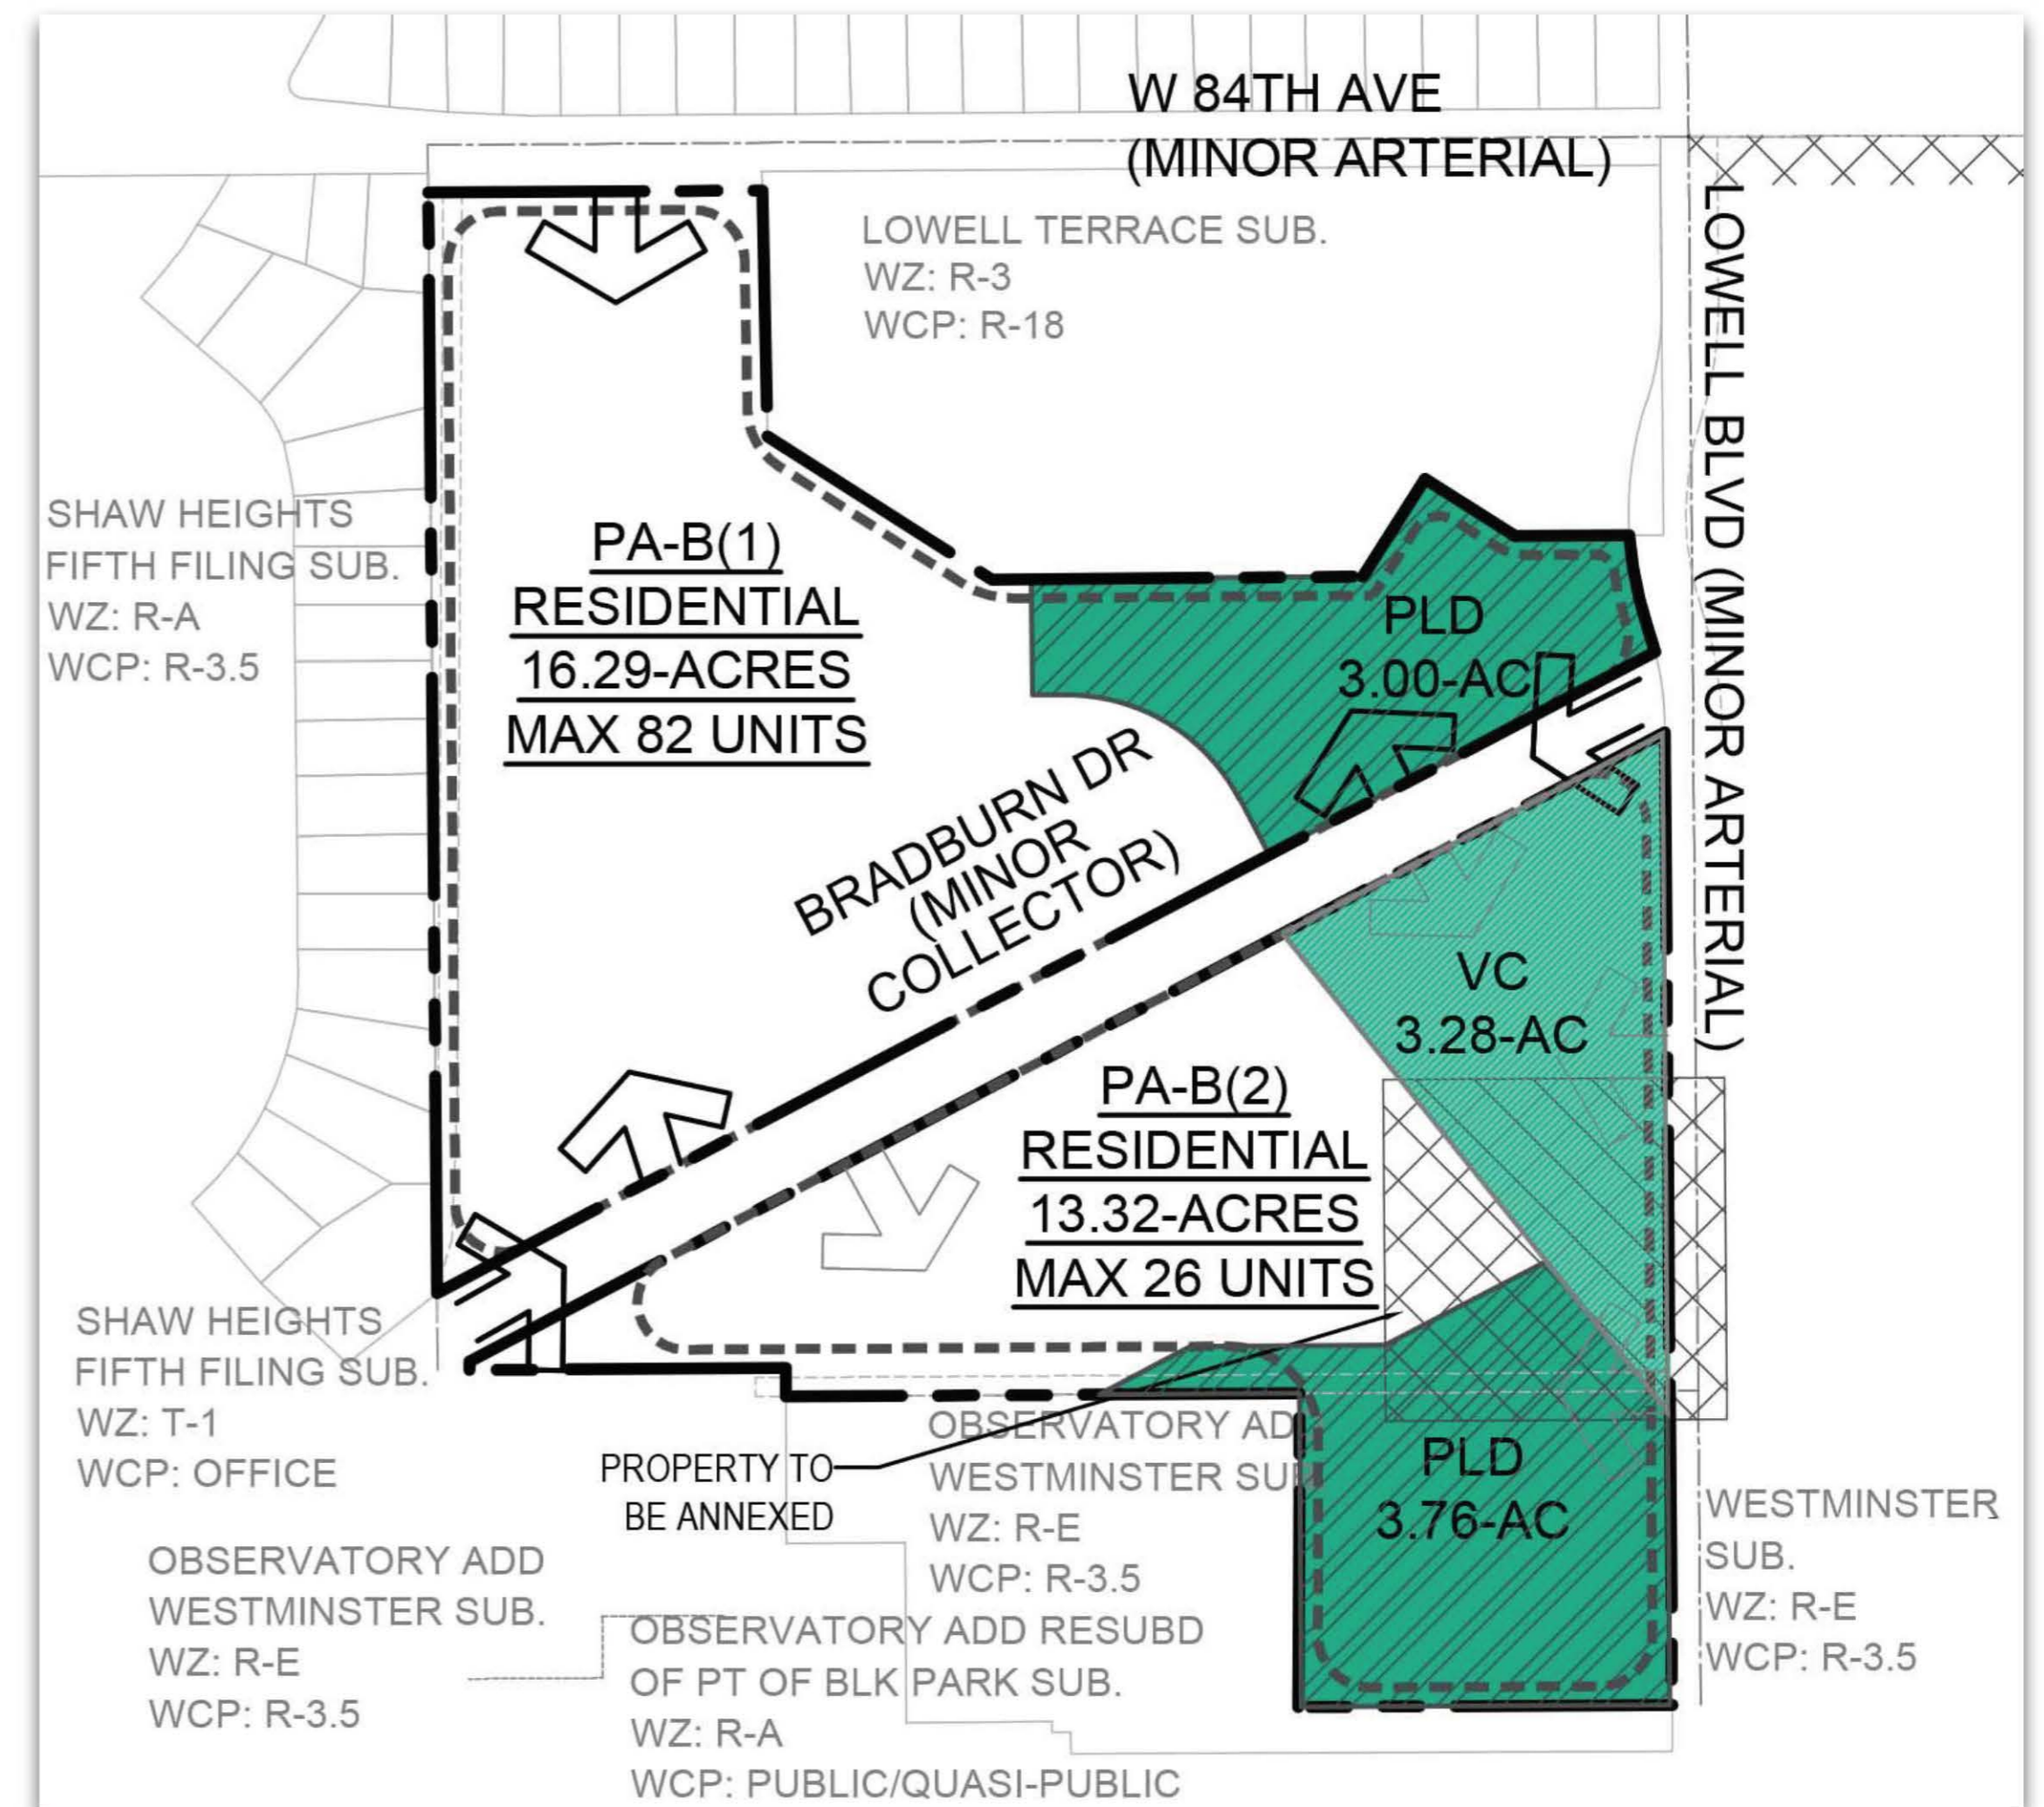 W 84TH AVE
(MINOR ARTERIAL)
LOWELL BLVD (MINOR ARTERIAL)
LOWELL TERRACE SUB.
WZ: R-3
WCP: R-18
SHAW HEIGHTS
FIFTH FILING SUB.
WZ: R-A
WCP: R-3.5
PA-B(1)
RESIDENTIAL
16.29-ACRES
MAX 82 UNITS
PLD
3.00-AC
BRADBURN DR
(MINOR
COLLECTOR)
VC
3.28-AC
PA-B(2)
RESIDENTIAL
13.32-ACRES
MAX 26 UNITS
SHAW HEIGHTS
FIFTH FILING SUB.
WZ: T-1
WCP: OFFICE
PROPERTY TO
BE ANNEXED
OBSERVATORY AD
WESTMINSTER SU
WZ: R-E
WCP: R-3.5
PLD
3.76-AC
WESTMINSTER
SUB.
WZ: R-E
WCP: R-3.5
OBSERVATORY ADD
WESTMINSTER SUB.
WZ: R-E
WCP: R-3.5
OBSERVATORY ADD RESUBD
OF PT OF BLK PARK SUB.
WZ: R-A
WCP: PUBLIC/QUASI-PUBLIC